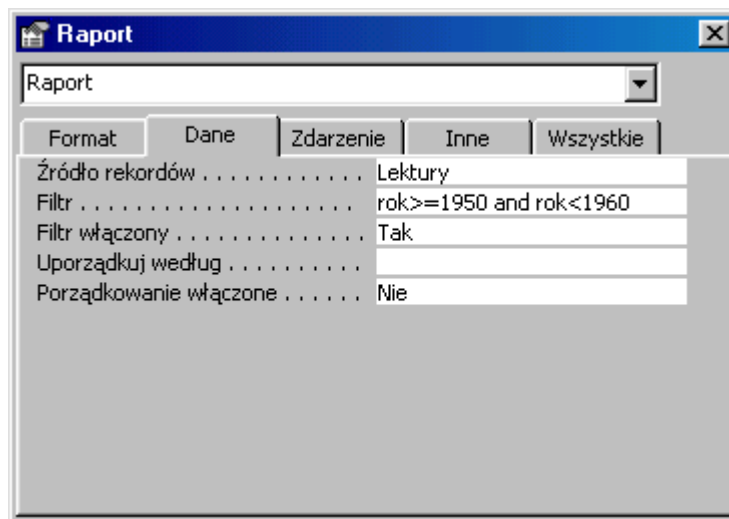 Raport
Raport
Format Dane Zdarzenie Inne Wszystkie
Źródło rekordów . . . . . . . . . . . . Lektury
Filtr . . . . . . . . . . . . . . . . . . . . . rok>=1950 and rok<1960
Filtr włączony . . . . . . . . . . . . . . Tak
Uporządkuj według . . . . . . . . . .
Porządkowanie włączone . . . . . . Nie